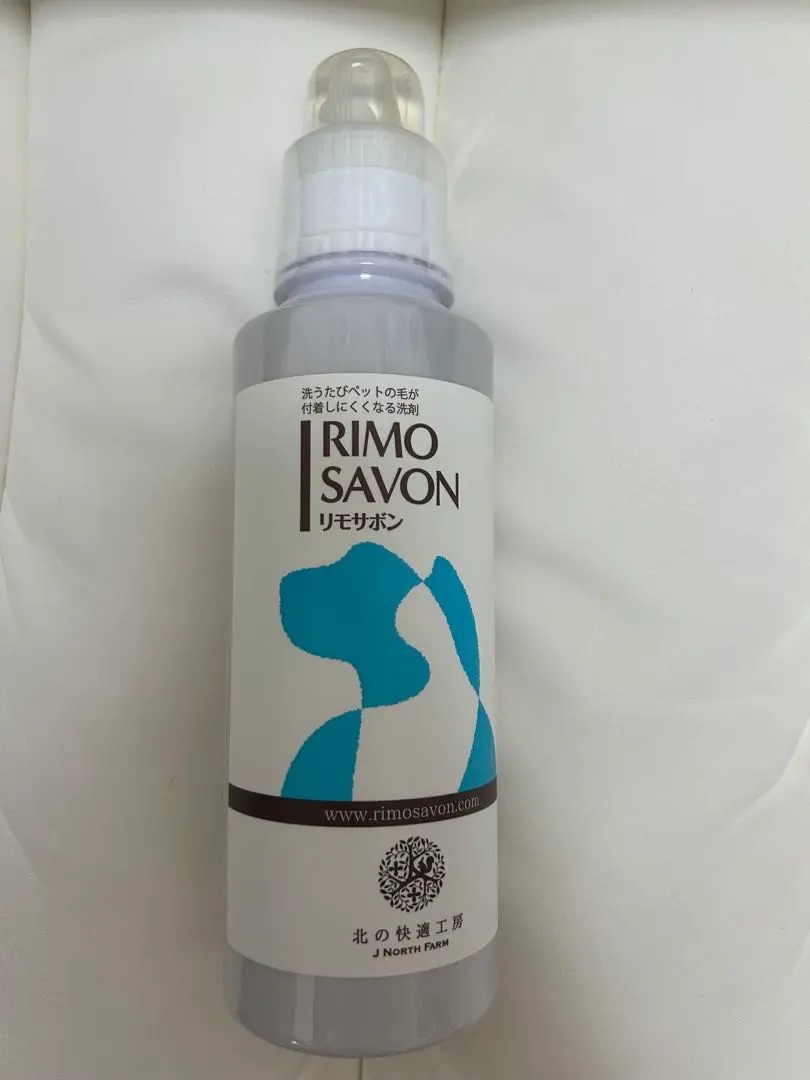 洗うたびペットの毛が
付着しにくくなる洗剤
RIMO
SAVON
リモサボン
www.rimosavon.com
北の快適工房
J NORTH FARM